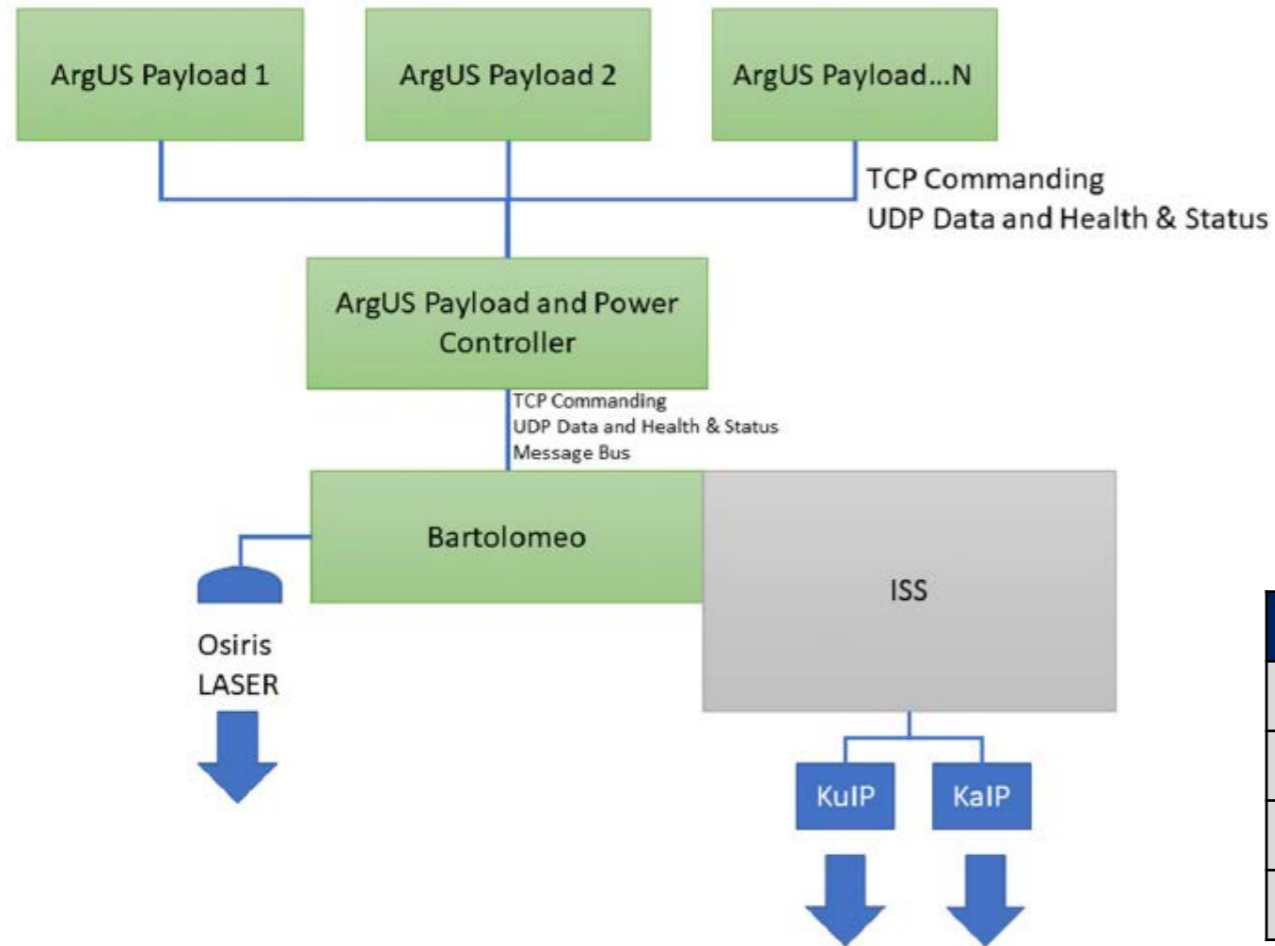 ArgUS Payload 1
ArgUS Payload 2
ArgUS Payload...N
TCP Commanding
UDP Data and Health & Status
ArgUS Payload and Power
Controller
TCP Commanding
UDP Data and Health & Status
Message Bus
Bartolomeo
ISS
Osiris
LASER
KuIP
KaIP